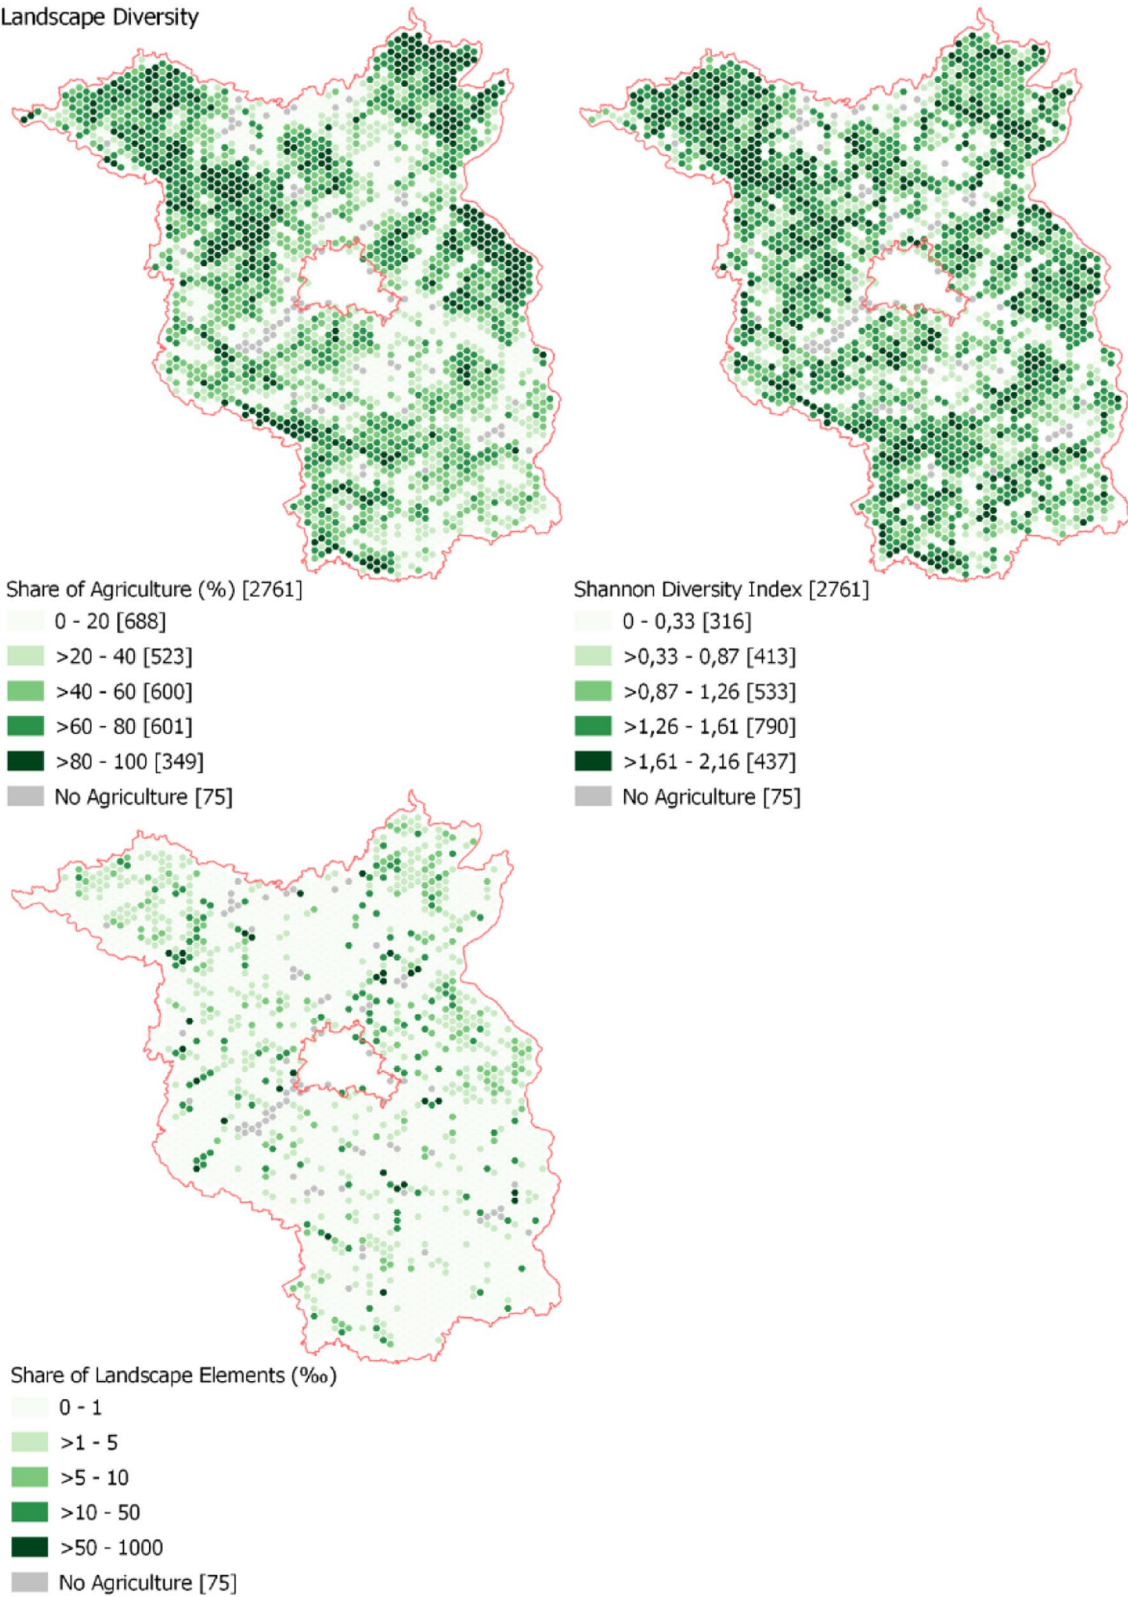 Landscape Diversity
Share of Agriculture (%) [2761]
0 - 20 [688]
>20 - 40 [523]
>40 - 60 [600]
>60 - 80 [601]
>80 - 100 [349]
No Agriculture [75]
Shannon Diversity Index [2761]
0 - 0,33 [316]
>0,33 - 0,87 [413]
>0,87 - 1,26 [533]
>1,26 - 1,61 [790]
>1,61 - 2,16 [437]
No Agriculture [75]
Share of Landscape Elements (‰)
0 - 1
>1 - 5
>5 - 10
>10 - 50
>50 - 1000
No Agriculture [75]